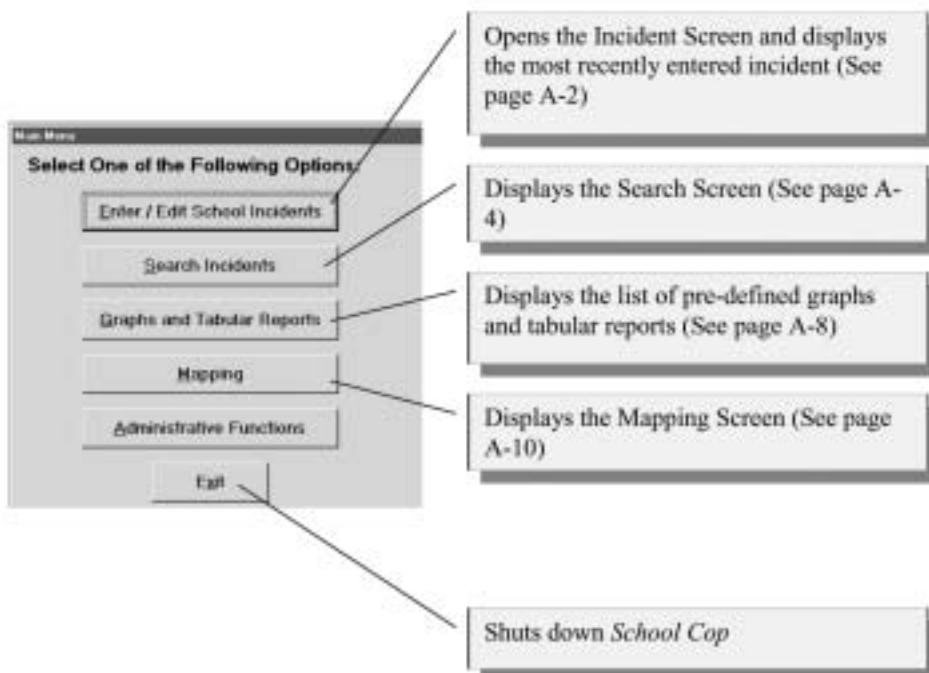 Opens the Incident Screen and displays
the most recently entered incident (See
page A-2)
Main Menu
Select One of the Following Options:
Enter / Edit School Incidents
Displays the Search Screen (See page A-
4)
Search Incidents
Displays the list of pre-defined graphs
and tabular reports (See page A-8)
Graphs and Tabular Reports
Mapping
Displays the Mapping Screen (See page
A-10)
Administrative Functions
Exit
Shuts down School Cop